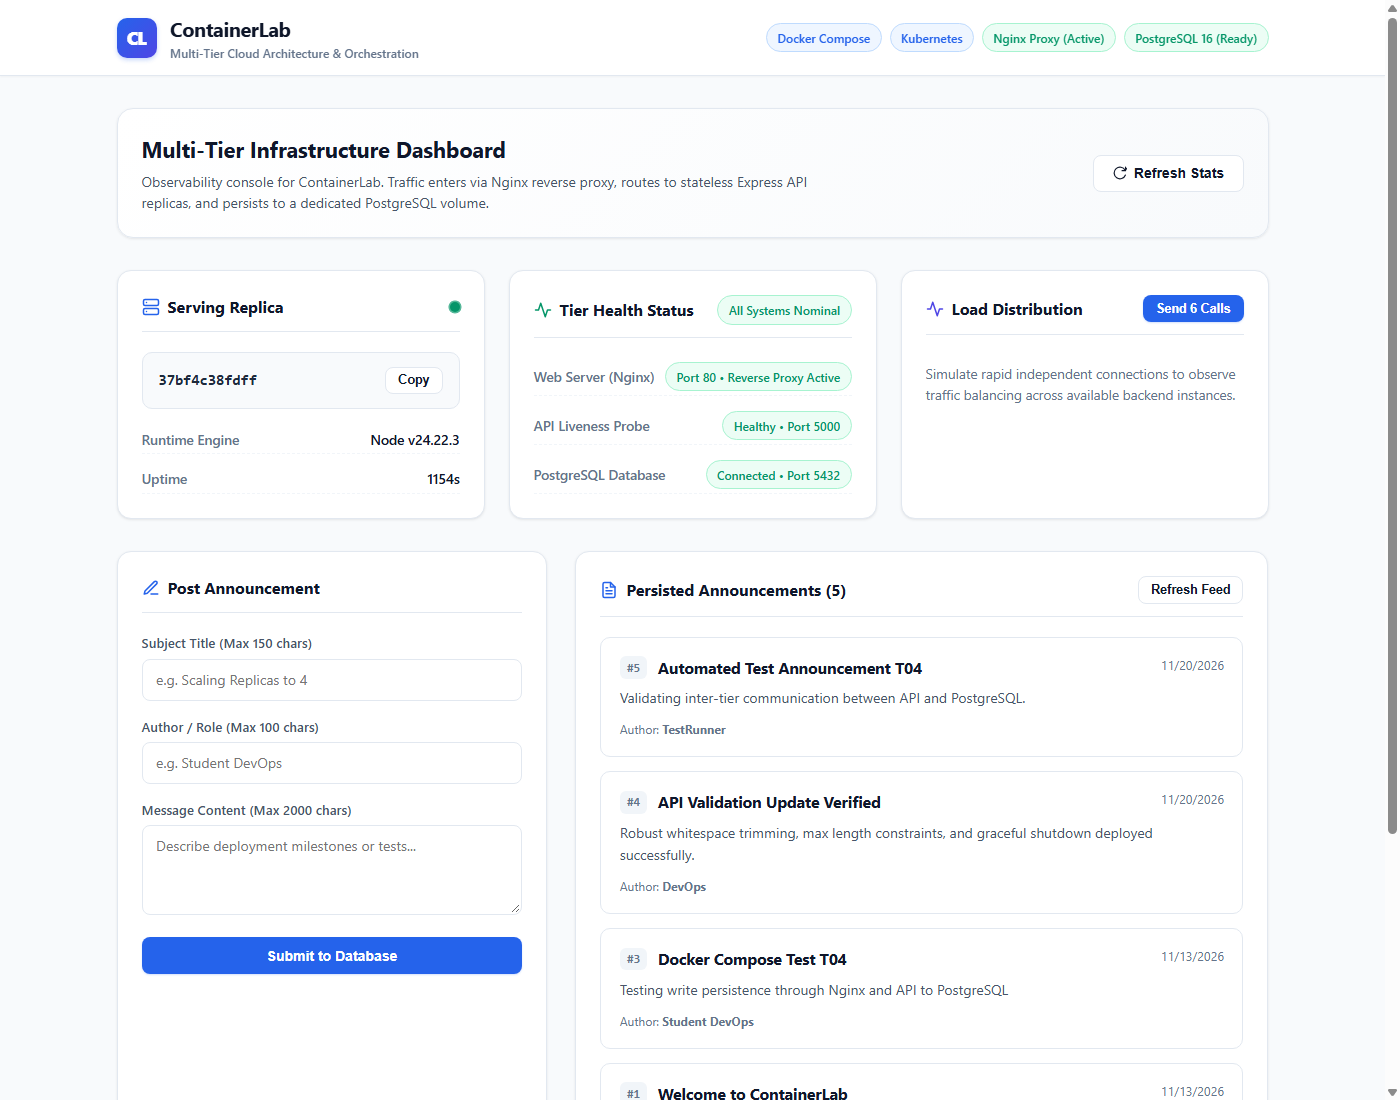 CL
ContainerLab
Multi-Tier Cloud Architecture & Orchestration
Docker Compose
Kubernetes
Nginx Proxy (Active)
PostgreSQL 16 (Ready)
Multi-Tier Infrastructure Dashboard
Observability console for ContainerLab. Traffic enters via Nginx reverse proxy, routes to stateless Express API
replicas, and persists to a dedicated PostgreSQL volume.
Refresh Stats
Serving Replica
37bf4c38fdff
Copy
Runtime Engine
Node v24.22.3
Uptime
1154s
Tier Health Status
All Systems Nominal
Web Server (Nginx)
Port 80 • Reverse Proxy Active
API Liveness Probe
Healthy • Port 5000
PostgreSQL Database
Connected • Port 5432
Load Distribution
Send 6 Calls
Simulate rapid independent connections to observe
traffic balancing across available backend instances.
Post Announcement
Subject Title (Max 150 chars)
e.g. Scaling Replicas to 4
Author / Role (Max 100 chars)
e.g. Student DevOps
Message Content (Max 2000 chars)
Describe deployment milestones or tests...
Submit to Database
Persisted Announcements (5)
Refresh Feed
#5
Automated Test Announcement T04
11/20/2026
Validating inter-tier communication between API and PostgreSQL.
Author: TestRunner
#4
API Validation Update Verified
11/20/2026
Robust whitespace trimming, max length constraints, and graceful shutdown deployed
successfully.
Author: DevOps
#3
Docker Compose Test T04
11/13/2026
Testing write persistence through Nginx and API to PostgreSQL
Author: Student DevOps
#1
Welcome to ContainerLab
11/13/2026